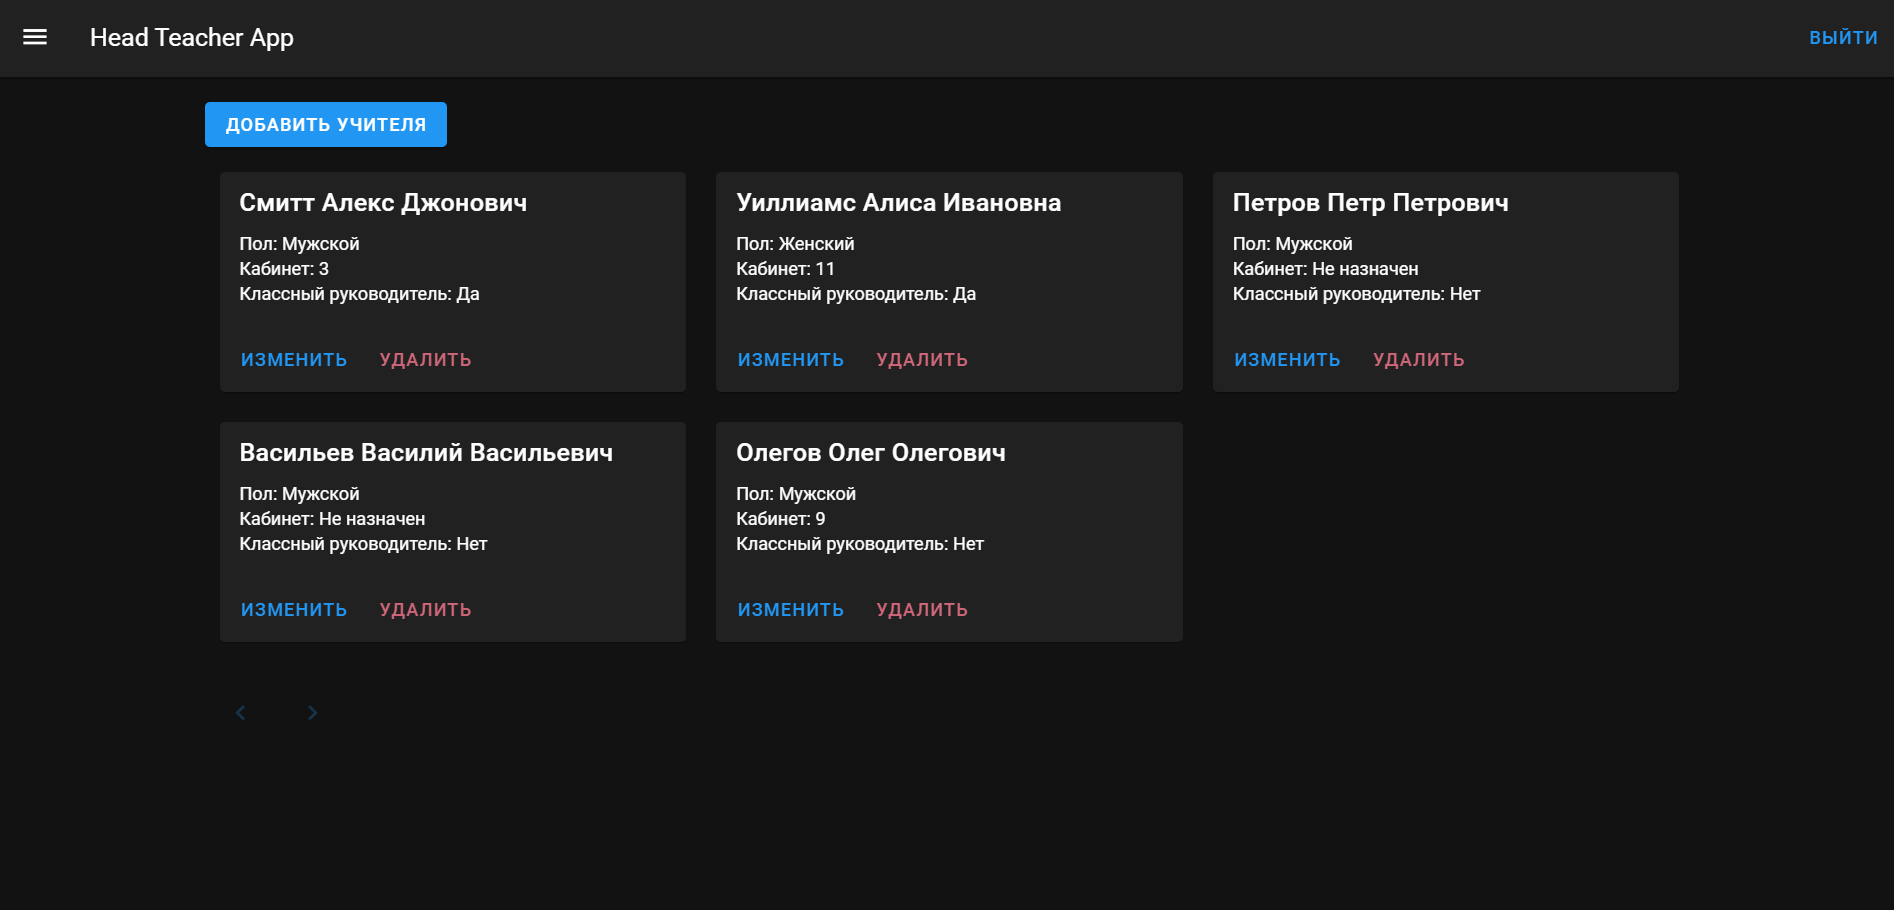 Head Teacher App
ВЫЙТИ
ДОБАВИТЬ УЧИТЕЛЯ
Смитт Алекс Джонович
Пол: Мужской
Кабинет: 3
Классный руководитель: Да
ИЗМЕНИТЬ УДАЛИТЬ
Уиллиамс Алиса Ивановна
Пол: Женский
Кабинет: 11
Классный руководитель: Да
ИЗМЕНИТЬ УДАЛИТЬ
Петров Петр Петрович
Пол: Мужской
Кабинет: Не назначен
Классный руководитель: Нет
ИЗМЕНИТЬ УДАЛИТЬ
Васильев Василий Васильевич
Пол: Мужской
Кабинет: Не назначен
Классный руководитель: Нет
ИЗМЕНИТЬ УДАЛИТЬ
Олегов Олег Олегович
Пол: Мужской
Кабинет: 9
Классный руководитель: Нет
ИЗМЕНИТЬ УДАЛИТЬ